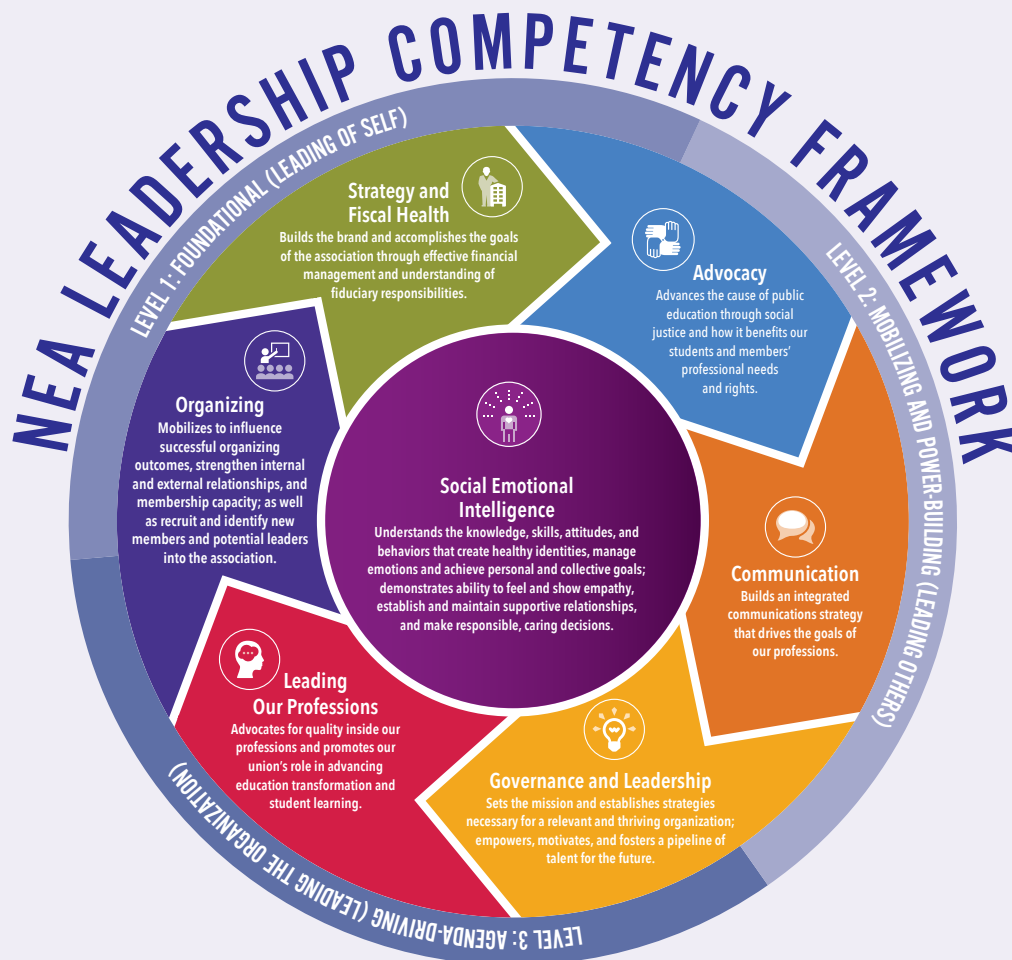 NEA LEADERSHIP COMPETENCY FRAMEWORK
LEVEL 1: FOUNDATIONAL (LEADING OF SELF)
LEVEL 2: MOBILIZING AND POWER-BUILDING (LEADING OTHERS)
LEVEL 3: AGENDA-DRIVING (LEADING THE ORGANIZATION)
Strategy and
Fiscal Health
Builds the brand and accomplishes the goals
of the association through effective financial
management and understanding of
fiduciary responsibilities.
Advocacy
Advances the cause of public
education through social
justice and how it benefits our
students and members’
professional needs
and rights.
Communication
Builds an integrated
communications strategy
that drives the goals of
our professions.
Governance and Leadership
Sets the mission and establishes strategies
necessary for a relevant and thriving organization;
empowers, motivates, and fosters a pipeline of
talent for the future.
Leading
Our Professions
Advocates for quality inside our
professions and promotes our
union’s role in advancing
education transformation and
student learning.
Organizing
Mobilizes to influence
successful organizing
outcomes, strengthen internal
and external relationships, and
membership capacity; as well
as recruit and identify new
members and potential leaders
into the association.
Social Emotional
Intelligence
Understands the knowledge, skills, attitudes, and
behaviors that create healthy identities, manage
emotions and achieve personal and collective goals;
demonstrates ability to feel and show empathy,
establish and maintain supportive relationships,
and make responsible, caring decisions.